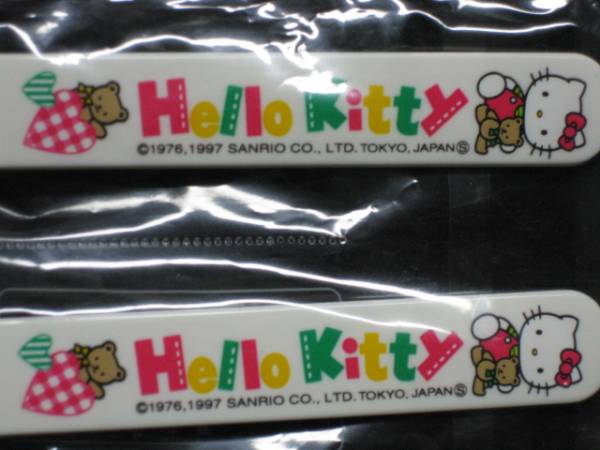 Hello Kitty
©1976,1997 SANRIO CO., LTD. TOKYO, JAPAN Ⓢ
Hello Kitty
©1976,1997 SANRIO CO., LTD. TOKYO, JAPAN Ⓢ